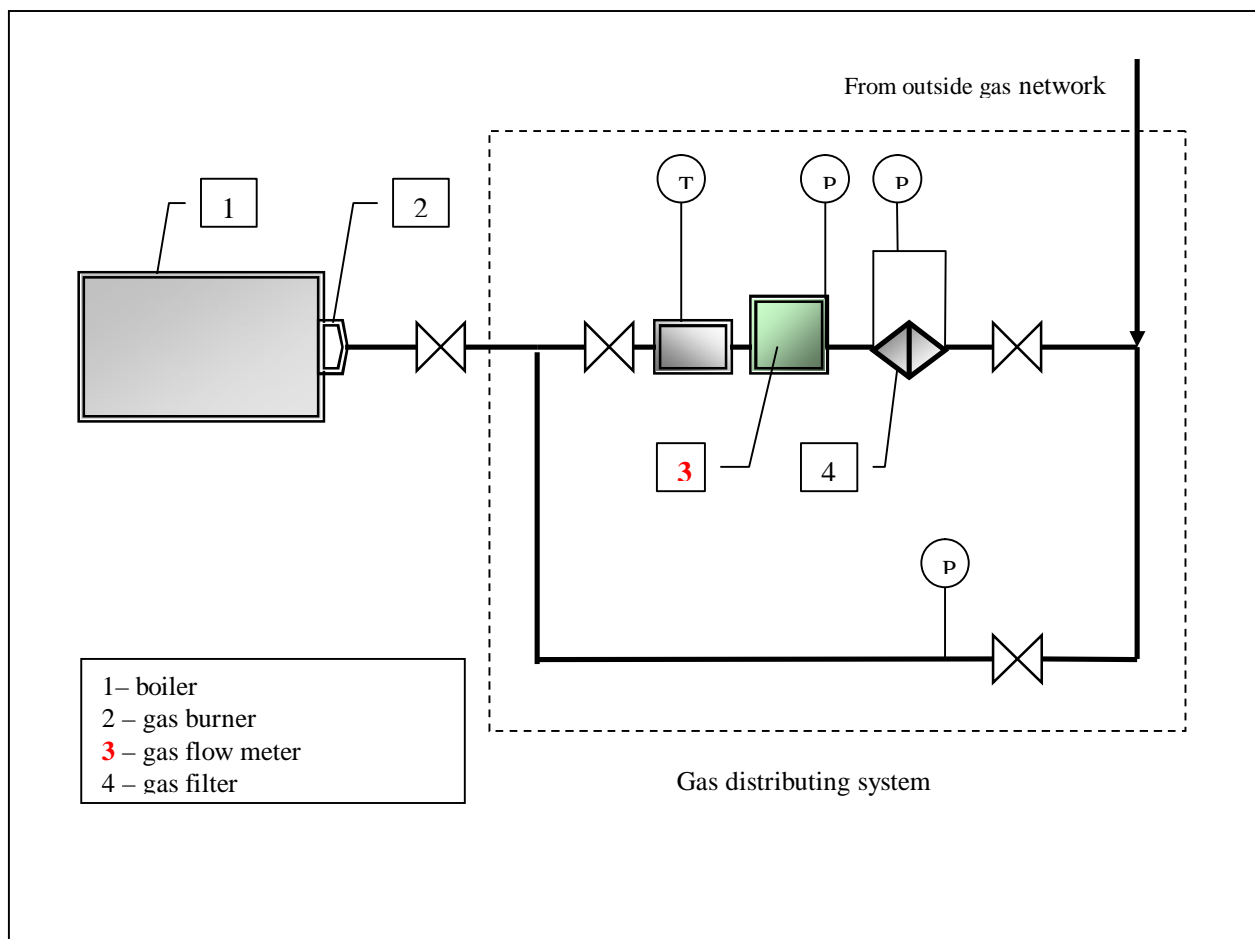 From outside gas network
T
P
P
1
2
3
4
P
1– boiler
2 – gas burner
3 – gas flow meter
4 – gas filter
Gas distributing system